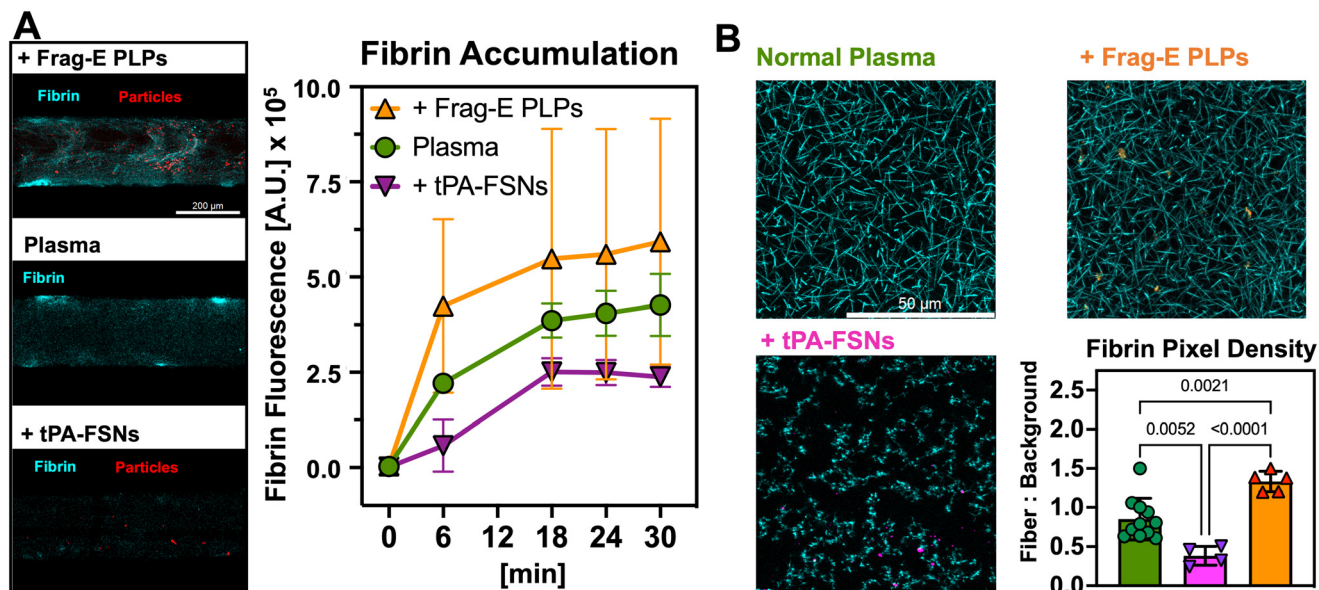 A
+ Frag-E PLPs
Fibrin Particles
200 µm
Plasma
Fibrin
+ tPA-FSNs
Fibrin Particles
Fibrin Accumulation
Fibrin Fluorescence [A.U.] x 10⁵
10.0
7.5
5.0
2.5
0.0
+ Frag-E PLPs
Plasma
+ tPA-FSNs
0 6 12 18 24 30
[min]
B
Normal Plasma
50 µm
+ Frag-E PLPs
+ tPA-FSNs
Fibrin Pixel Density
Fiber : Background
2.5
2.0
1.5
1.0
0.5
0.0
0.0021
0.0052 <0.0001